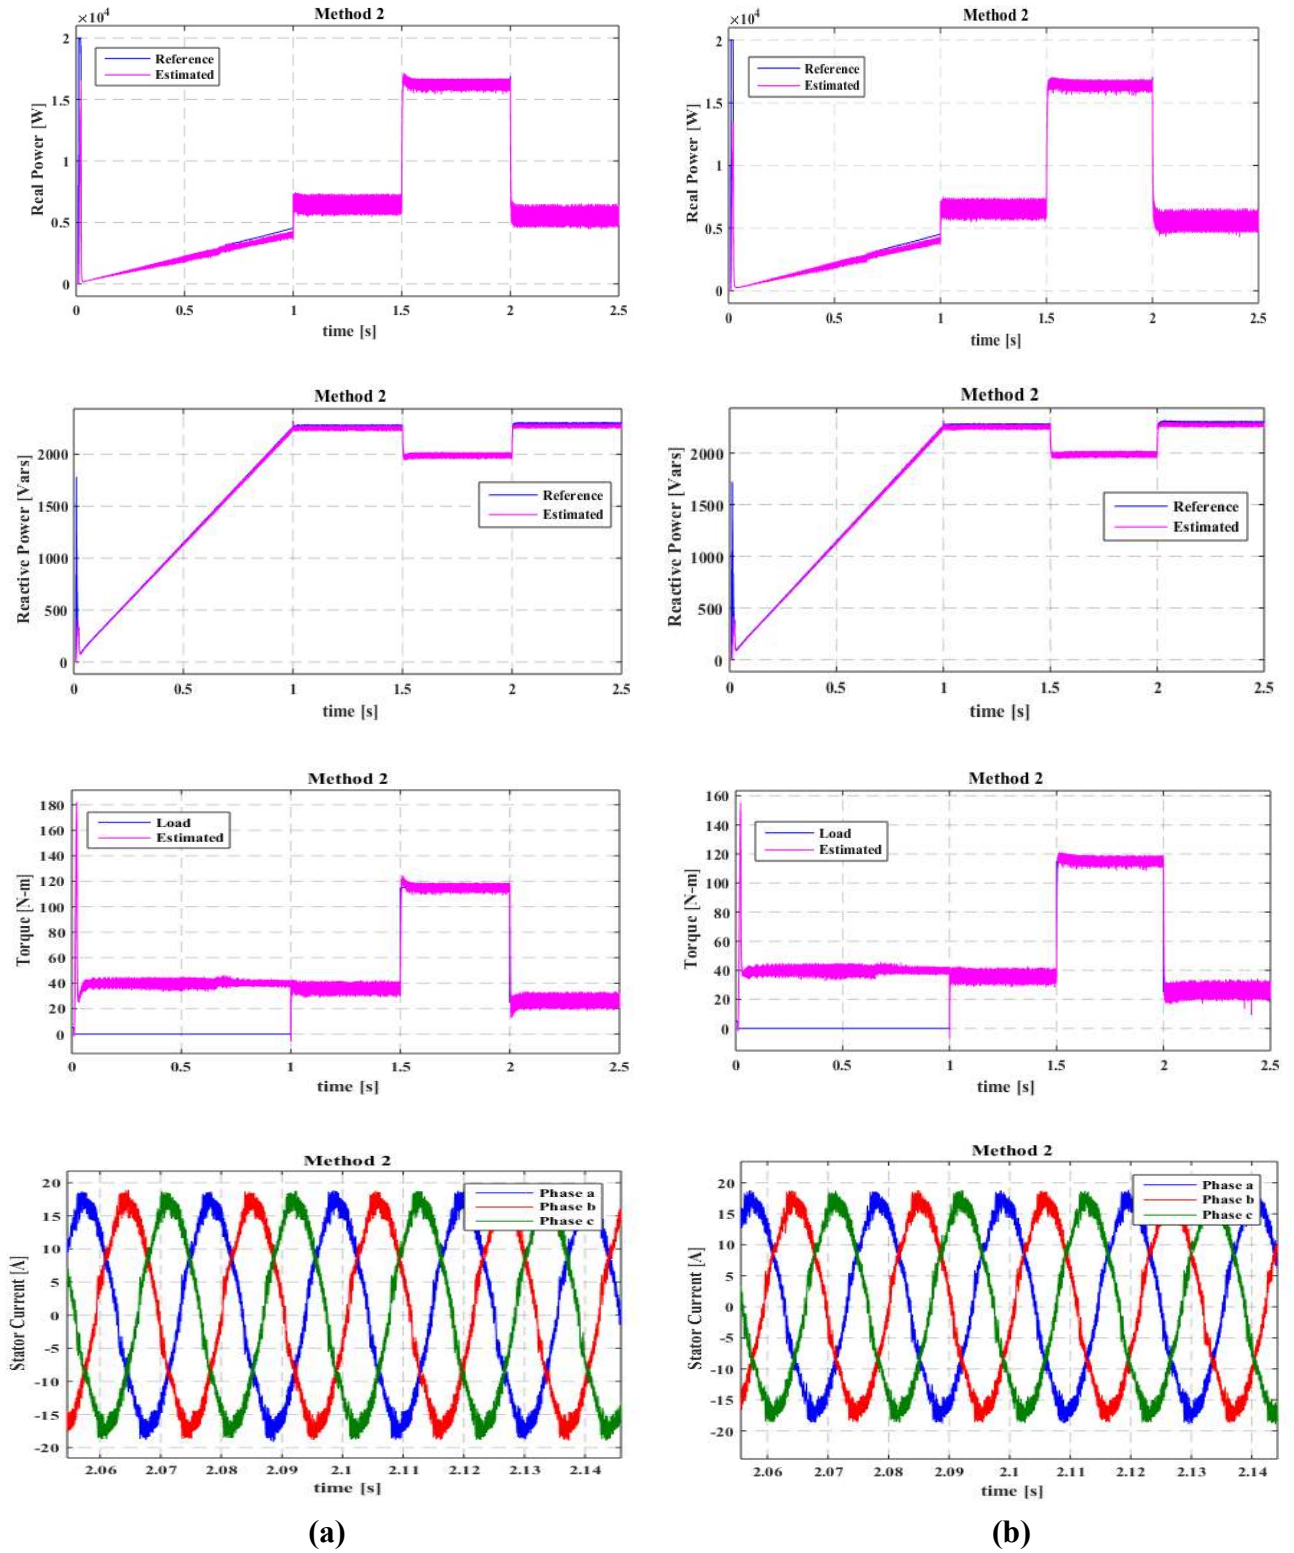 Method 2
×10⁴
2
1.5
1
0.5
0
Real Power [W]
Reference
Estimated
0 0.5 1 1.5 2 2.5
time [s]
Method 2
×10⁴
2
1.5
1
0.5
0
Real Power [W]
Reference
Estimated
0 0.5 1 1.5 2 2.5
time [s]
Method 2
2000
1500
1000
500
0
Reactive Power [Vars]
Reference
Estimated
0 0.5 1 1.5 2 2.5
time [s]
Method 2
2000
1500
1000
500
0
Reactive Power [Vars]
Reference
Estimated
0 0.5 1 1.5 2 2.5
time [s]
Method 2
180
160
140
120
100
80
60
40
20
0
Torque [N-m]
Load
Estimated
0 0.5 1 1.5 2 2.5
time [s]
Method 2
160
140
120
100
80
60
40
20
0
Torque [N-m]
Load
Estimated
0 0.5 1 1.5 2 2.5
time [s]
Method 2
20
15
10
5
0
-5
-10
-15
-20
Stator Current [A]
Phase a
Phase b
Phase c
2.06 2.07 2.08 2.09 2.1 2.11 2.12 2.13 2.14
time [s]
(a)
Method 2
20
15
10
5
0
-5
-10
-15
-20
Stator Current [A]
Phase a
Phase b
Phase c
2.06 2.07 2.08 2.09 2.1 2.11 2.12 2.13 2.14
time [s]
(b)